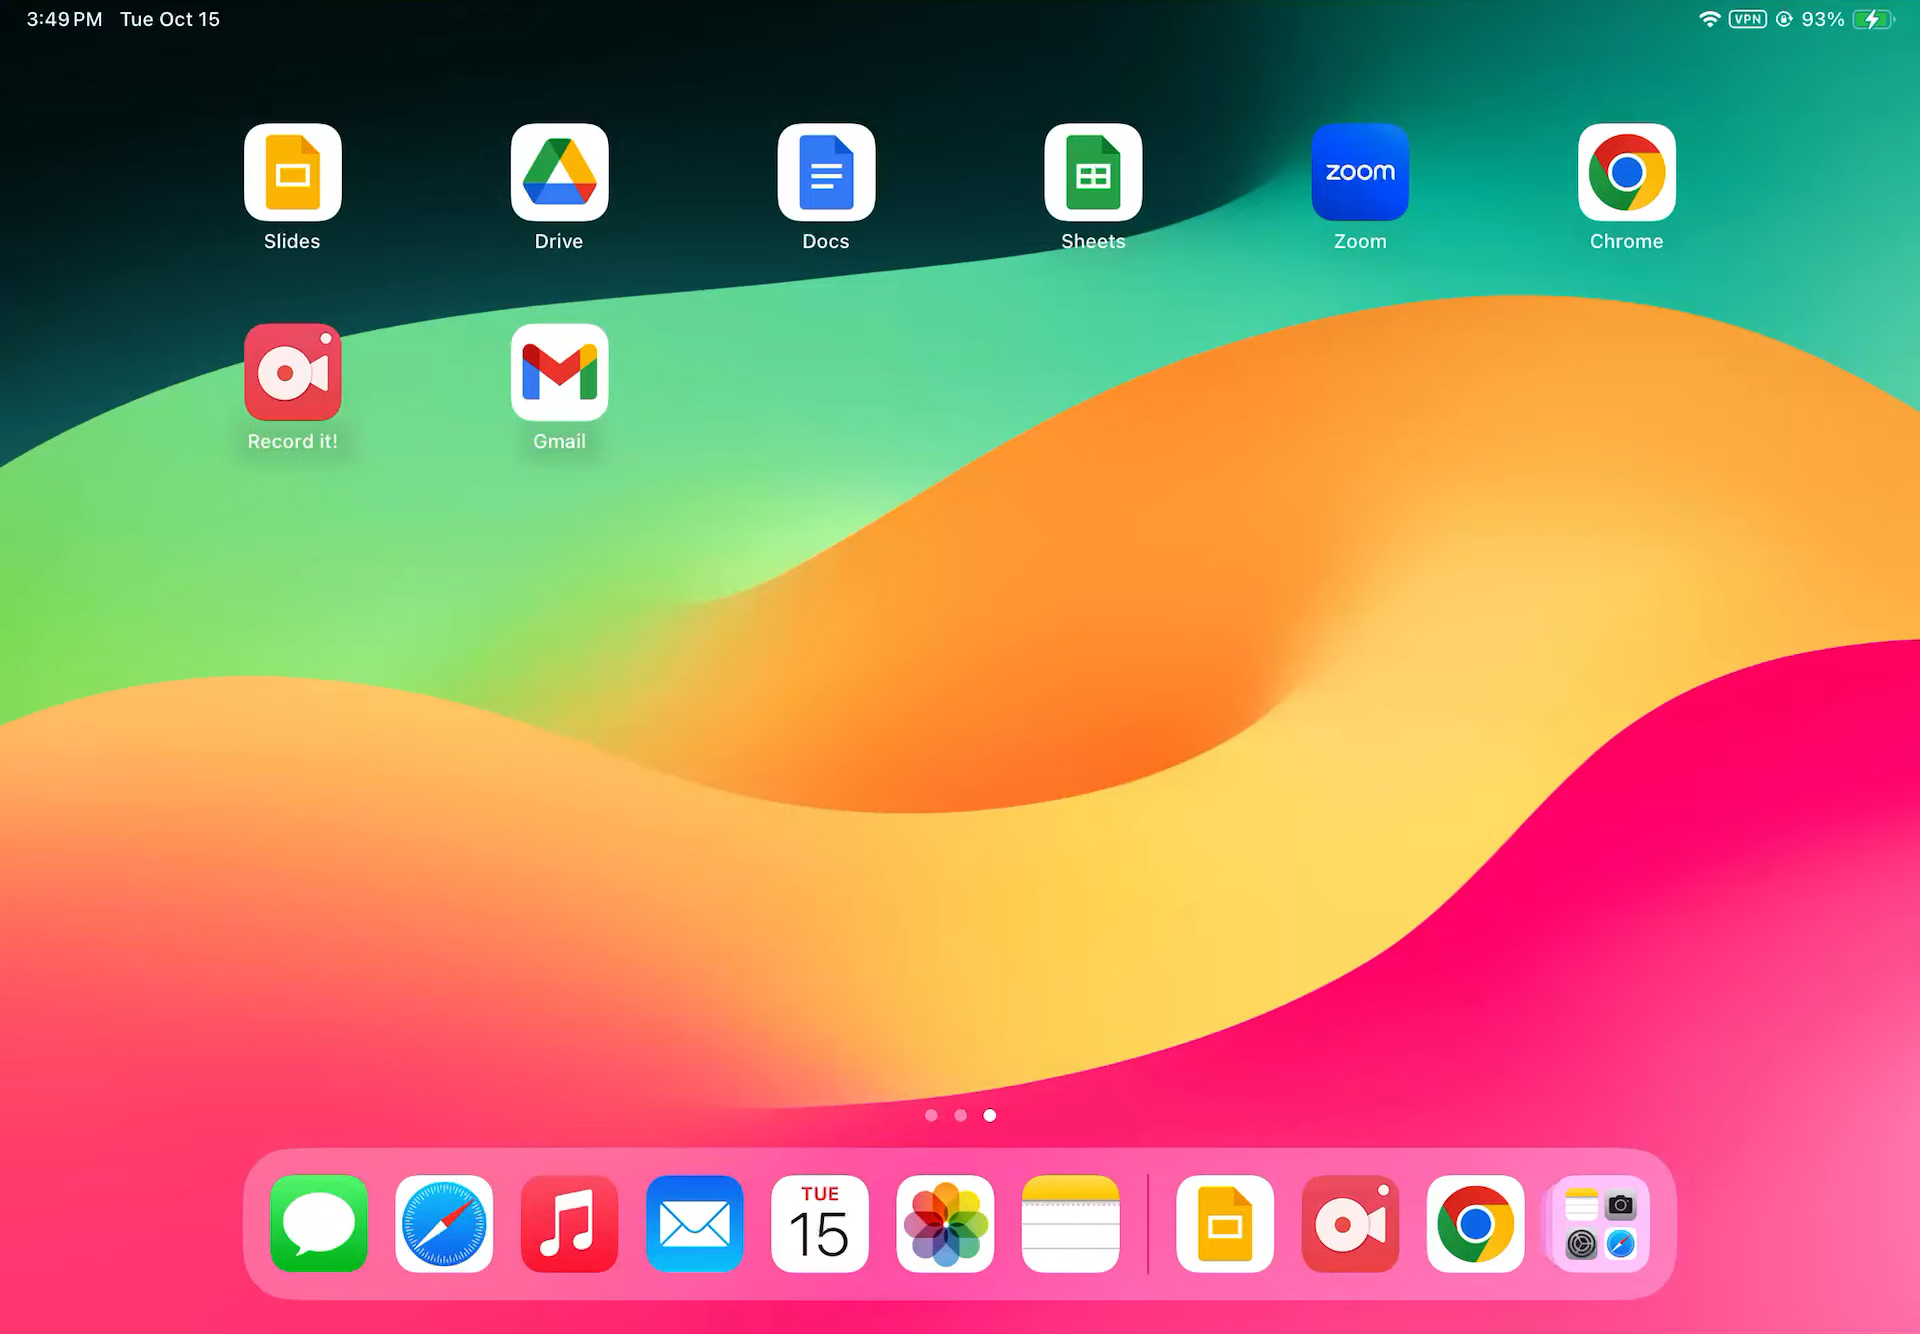 3:49 PM Tue Oct 15
VPN 93%
Slides
Drive
Docs
Sheets
zoom
Zoom
Chrome
Record it!
Gmail
TUE
15